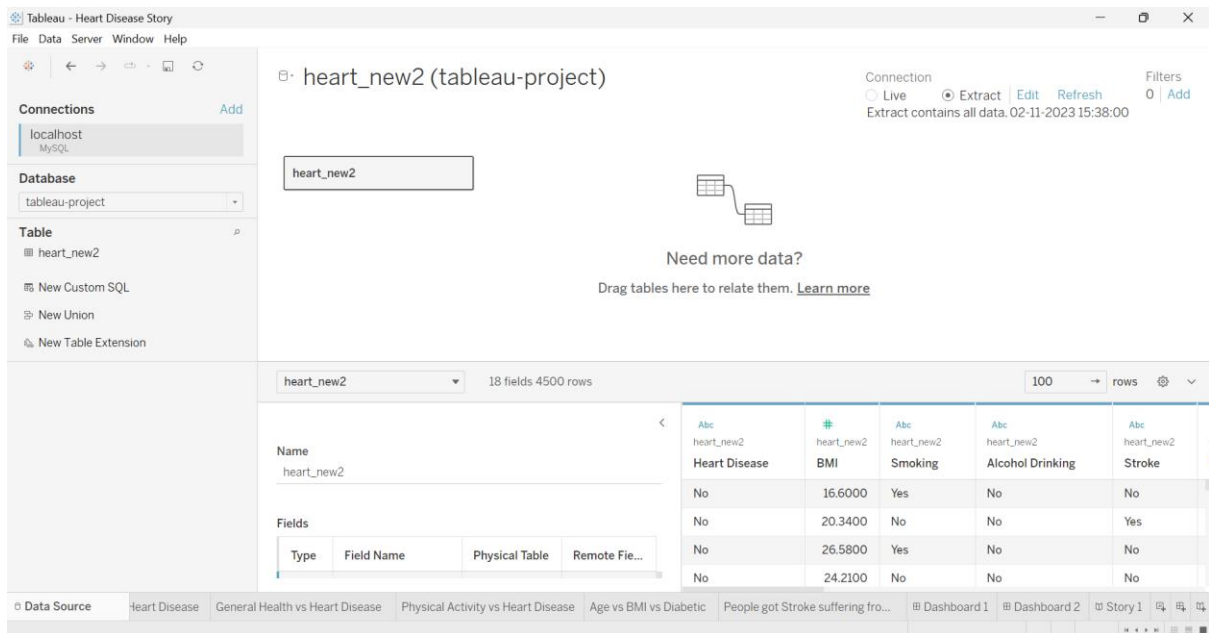 Tableau - Heart Disease Story
File Data Server Window Help
Connections Add
localhost
MySQL
Database
tableau-project
Table
heart_new2
New Custom SQL
New Union
New Table Extension
heart_new2 (tableau-project)
Connection
Live Extract Edit Refresh
Extract contains all data. 02-11-2023 15:38:00
Filters
0 Add
heart_new2
Need more data?
Drag tables here to relate them. Learn more
heart_new2 18 fields 4500 rows 100 → rows
Name
heart_new2
Fields
Type Field Name Physical Table Remote Fie...
Abc # Abc Abc Abc
heart_new2 heart_new2 heart_new2 heart_new2 heart_new2
Heart Disease BMI Smoking Alcohol Drinking Stroke
No 16.6000 Yes No No
No 20.3400 No No Yes
No 26.5800 Yes No No
No 24.2100 No No No
Data Source Heart Disease General Health vs Heart Disease Physical Activity vs Heart Disease Age vs BMI vs Diabetic People got Stroke suffering fro... Dashboard 1 Dashboard 2 Story 1